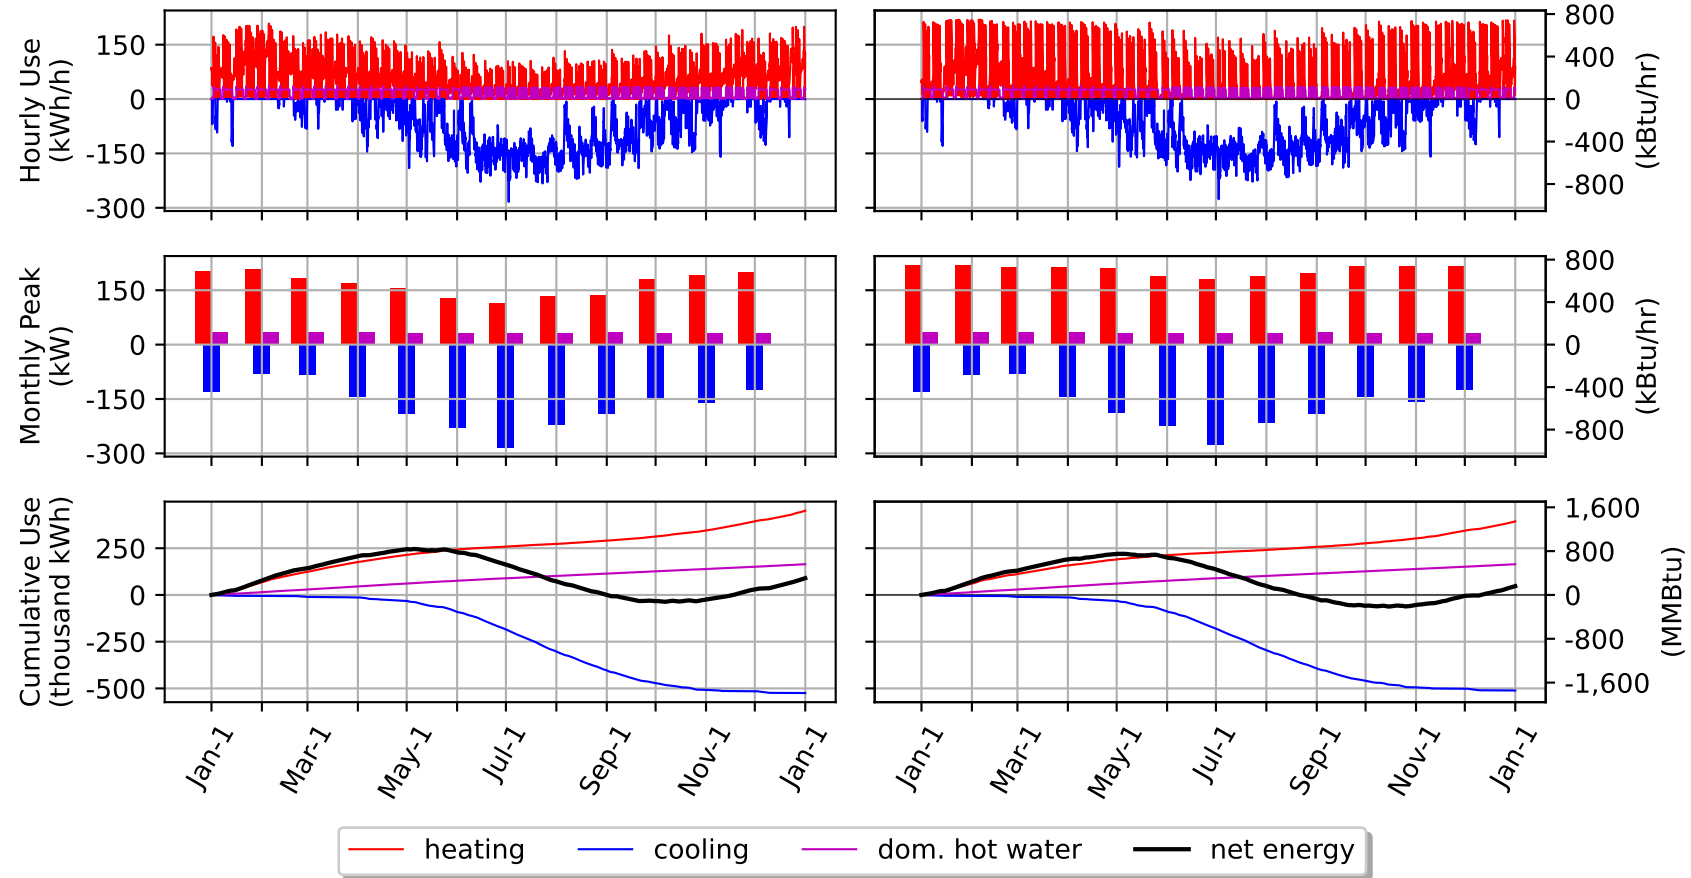 Hourly Use
(kWh/h)
150
0
-150
-300
800
400
0
-400
-800
(kBtu/hr)
Monthly Peak
(kW)
150
0
-150
-300
800
400
0
-400
-800
(kBtu/hr)
Cumulative Use
(thousand kWh)
250
0
-250
-500
1,600
800
0
-800
-1,600
(MMBtu)
Jan-1
Mar-1
May-1
Jul-1
Sep-1
Nov-1
Jan-1
Jan-1
Mar-1
May-1
Jul-1
Sep-1
Nov-1
Jan-1
heating cooling dom. hot water net energy